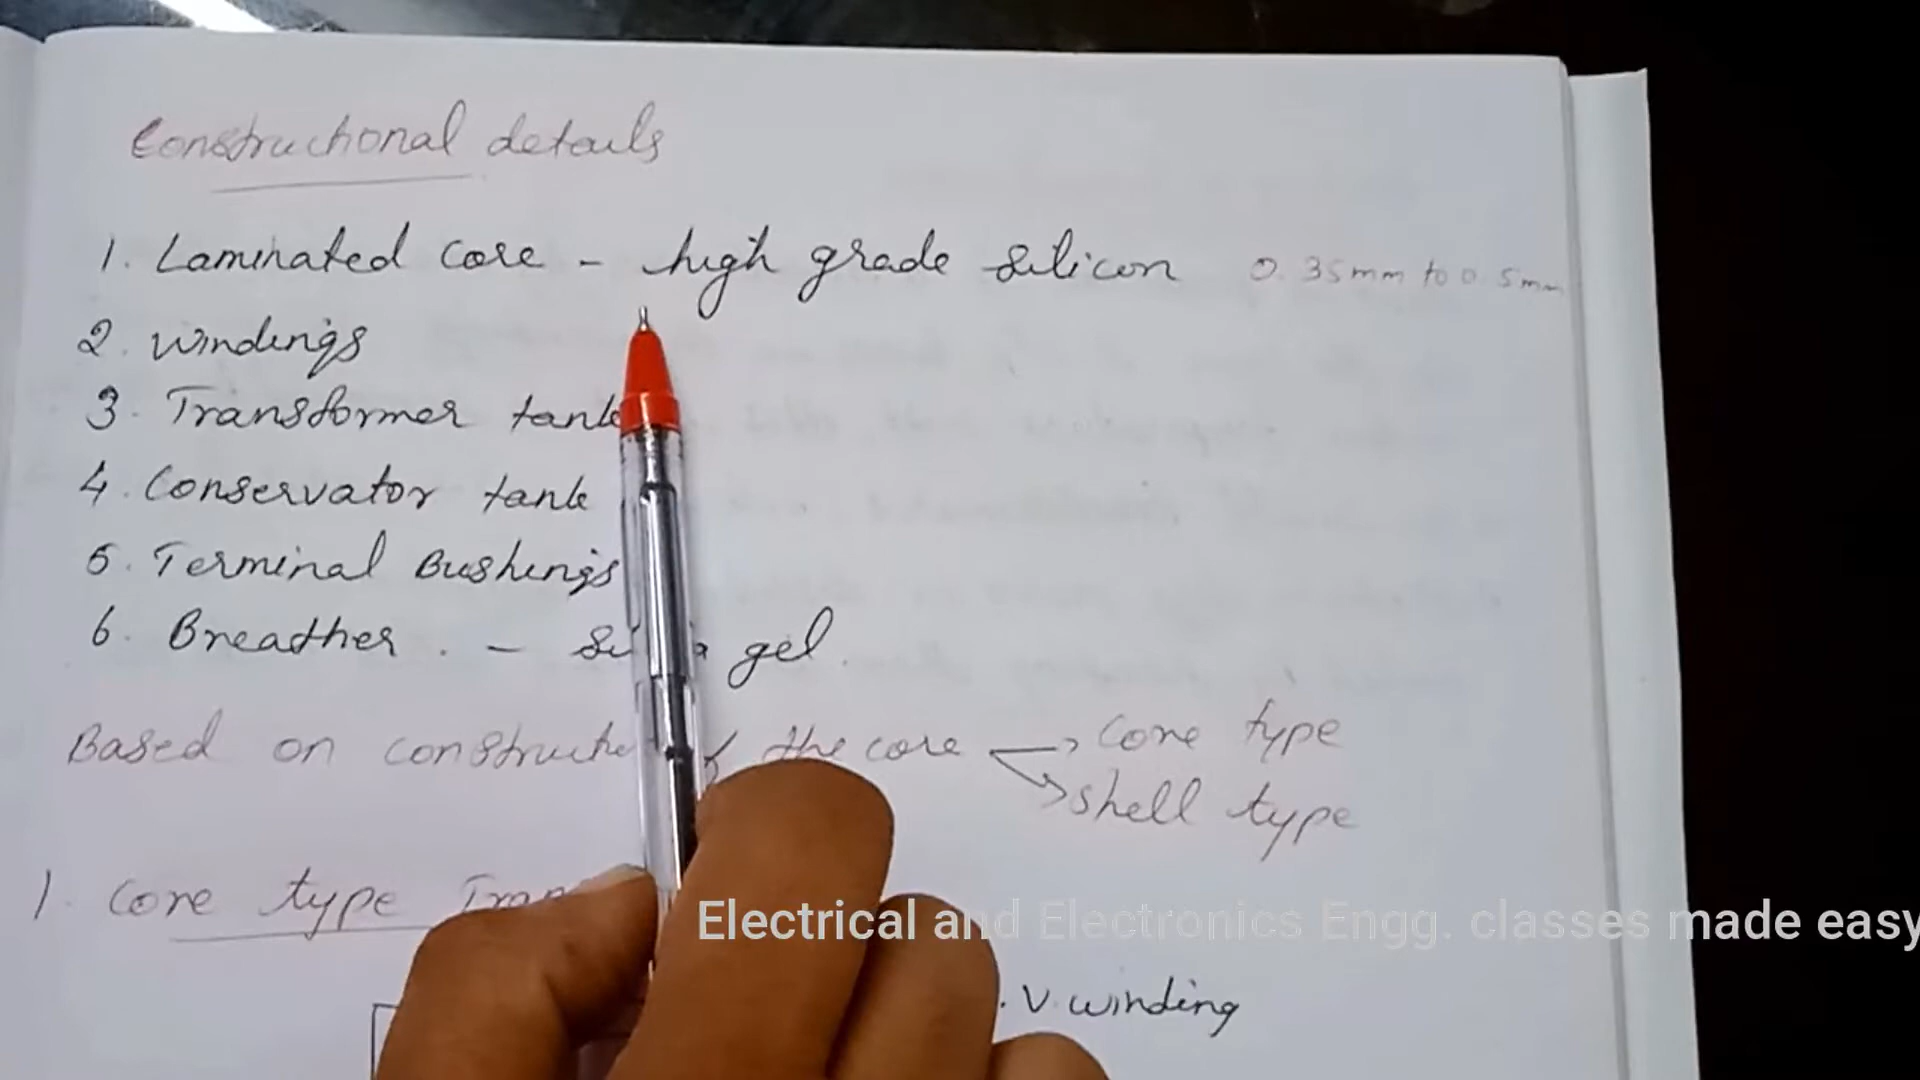 Constructional details
1. Laminated core - high grade silicon 0.35mm to 0.5mm
2. Windings
3. Transformer tank
4. Conservator tank
5. Terminal Bushings
6. Breather. - gel.
Based on the core → core type
→ shell type
1. Core type
Electrical and Electronics Engg. classes made easy
.V. winding